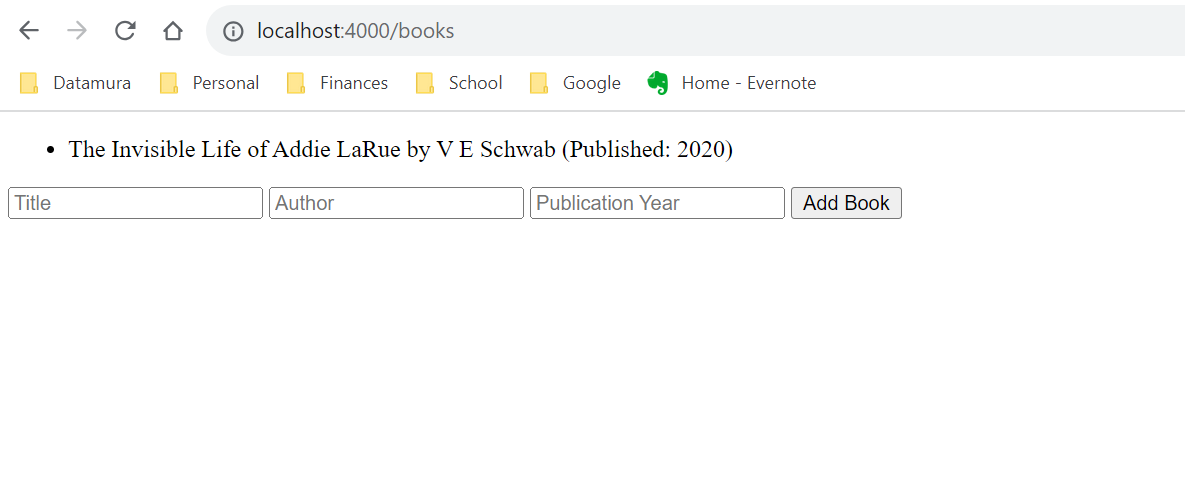 localhost:4000/books
Datamura Personal Finances School Google Home - Evernote
• The Invisible Life of Addie LaRue by V E Schwab (Published: 2020)
Title Author Publication Year Add Book